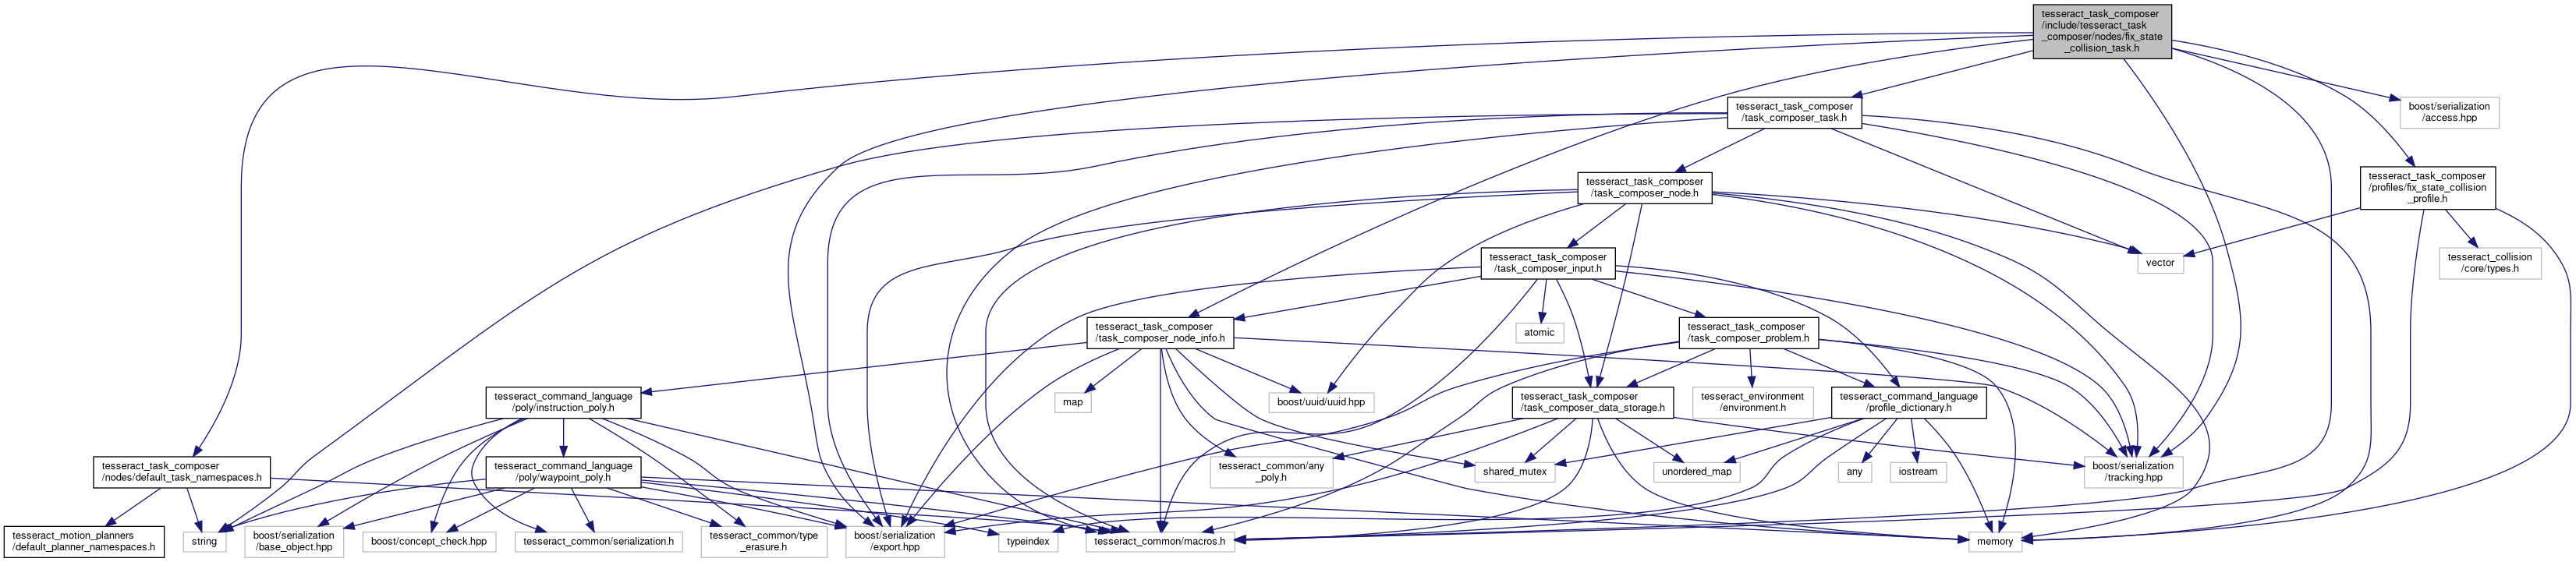 tesseract_task_composer
/include/tesseract_task
_composer/nodes/fix_state
_collision_task.h
tesseract_task_composer
/task_composer_task.h
boost/serialization
/access.hpp
tesseract_task_composer
/task_composer_node.h
tesseract_task_composer
/profiles/fix_state_collision
_profile.h
tesseract_task_composer
/task_composer_input.h
vector
tesseract_collision
/core/types.h
tesseract_task_composer
/task_composer_node_info.h
atomic
tesseract_task_composer
/task_composer_problem.h
tesseract_command_language
/poly/instruction_poly.h
map
boost/uuid/uuid.hpp
tesseract_task_composer
/task_composer_data_storage.h
tesseract_environment
/environment.h
tesseract_command_language
/profile_dictionary.h
tesseract_task_composer
/nodes/default_task_namespaces.h
tesseract_command_language
/poly/waypoint_poly.h
tesseract_common/any
_poly.h
shared_mutex
unordered_map
any
iostream
boost/serialization
/tracking.hpp
tesseract_motion_planners
/default_planner_namespaces.h
string
boost/serialization
/base_object.hpp
boost/concept_check.hpp
tesseract_common/serialization.h
tesseract_common/type
_erasure.h
boost/serialization
/export.hpp
typeindex
tesseract_common/macros.h
memory